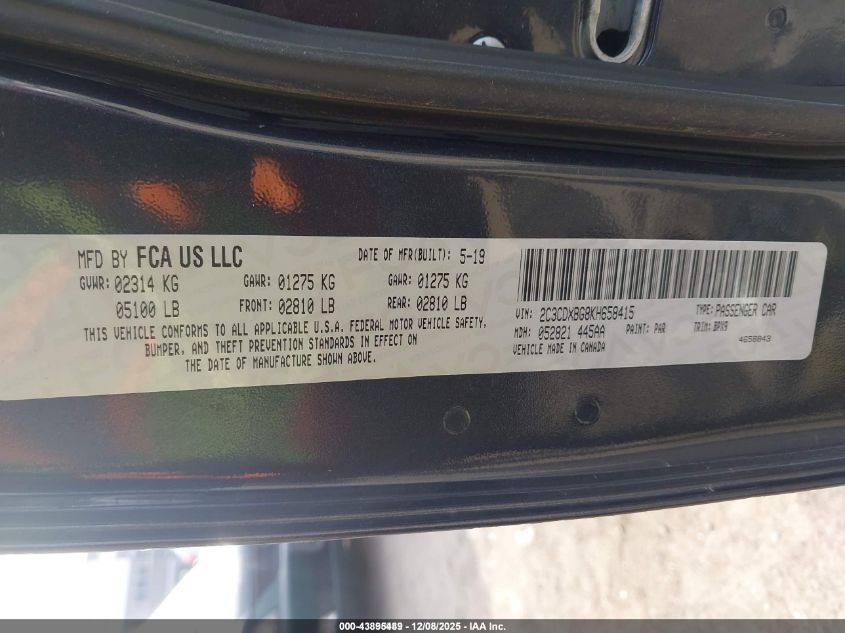 MFD BY FCA US LLC
DATE OF MFR(BUILT): 5-19
GVWR: 02314 KG GAWR: 01275 KG GAWR: 01275 KG
05100 LB FRONT: 02810 LB REAR: 02810 LB
THIS VEHICLE CONFORMS TO ALL APPLICABLE U.S.A. FEDERAL MOTOR VEHICLE SAFETY,
BUMPER, AND THEFT PREVENTION STANDARDS IN EFFECT ON
THE DATE OF MANUFACTURE SHOWN ABOVE.
VIN: 2C3CDXBG8KH658415 TYPE: PASSENGER CAR
MDH: 052821 445AA PAINT: PAR TRIM: BPX9
VEHICLE MADE IN CANADA 4658843
000-43895489 - 12/08/2025 - IAA Inc.